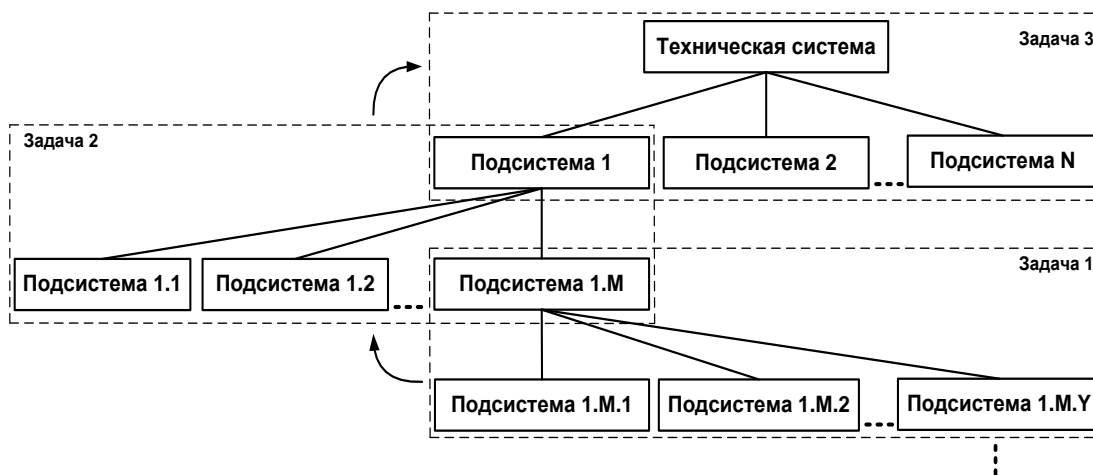 Техническая система
Задача 3
Задача 2
Подсистема 1
Подсистема 2
Подсистема N
Подсистема 1.1
Подсистема 1.2
Подсистема 1.M
Задача 1
Подсистема 1.M.1
Подсистема 1.M.2
Подсистема 1.M.Y